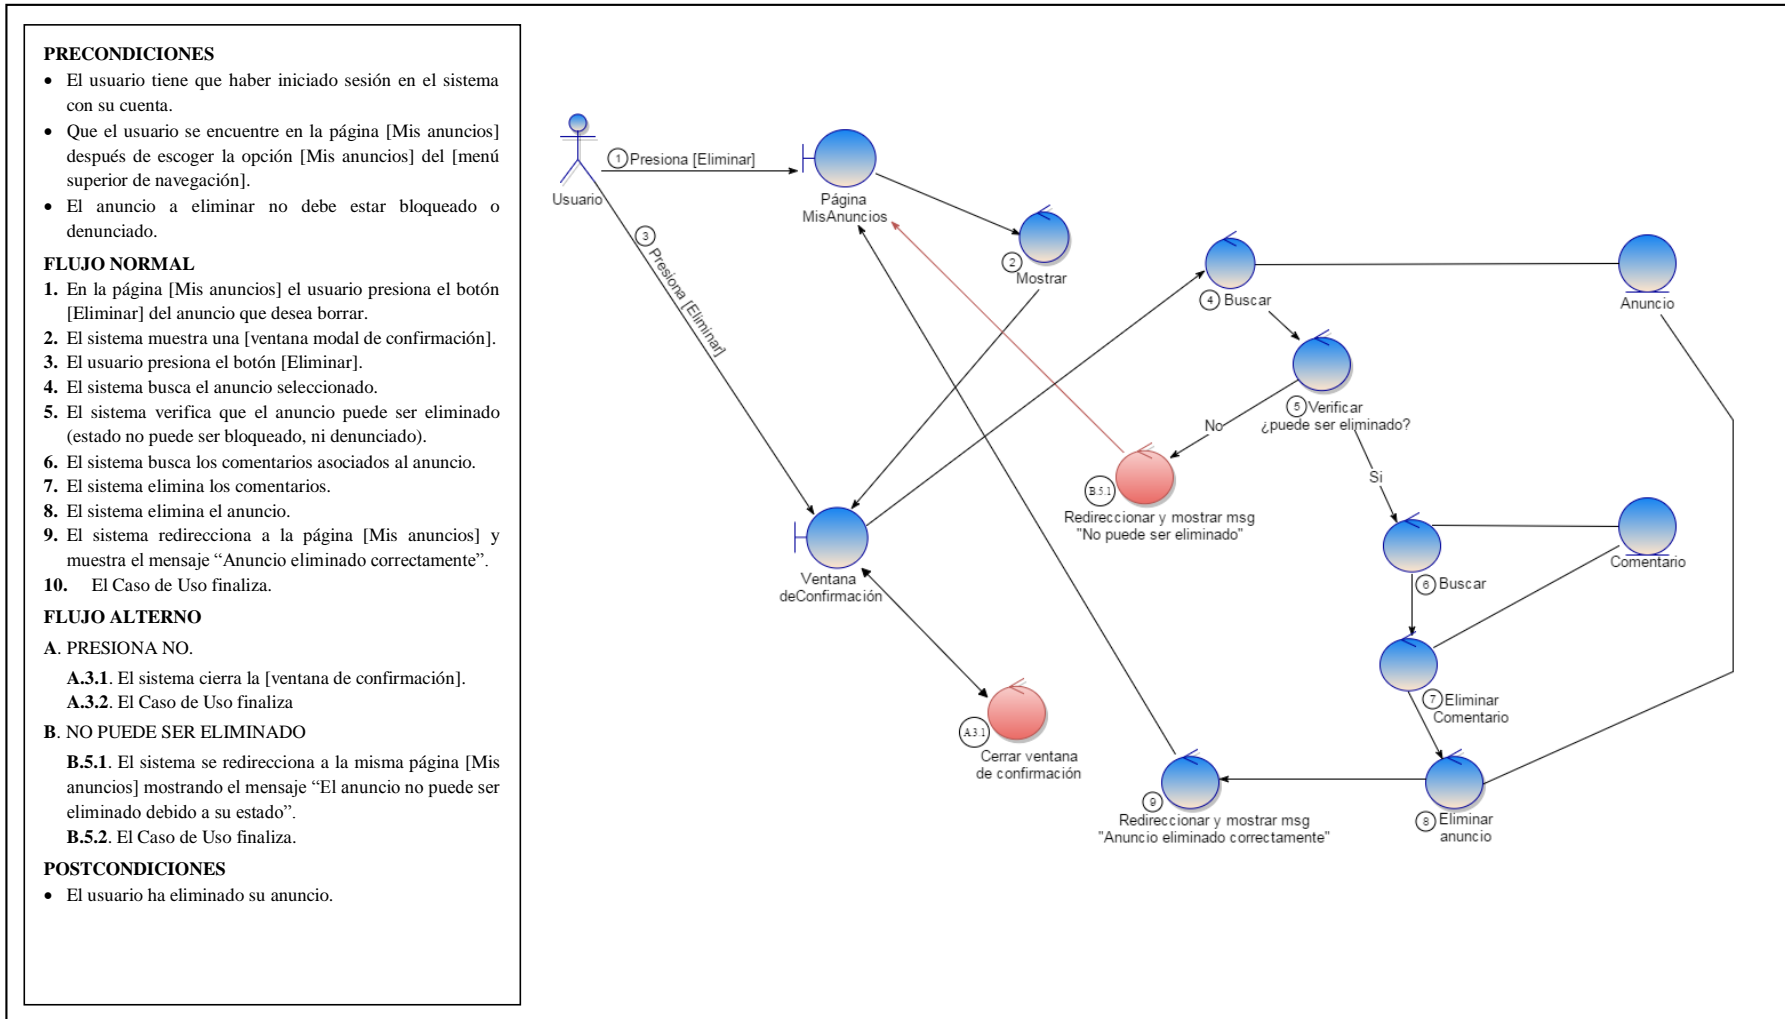 PRECONDICIONES
• El usuario tiene que haber iniciado sesión en el sistema
con su cuenta.
• Que el usuario se encuentre en la página [Mis anuncios]
después de escoger la opción [Mis anuncios] del [menú
superior de navegación].
• El anuncio a eliminar no debe estar bloqueado o
denunciado.
FLUJO NORMAL
1. En la página [Mis anuncios] el usuario presiona el botón
[Eliminar] del anuncio que desea borrar.
2. El sistema muestra una [ventana modal de confirmación].
3. El usuario presiona el botón [Eliminar].
4. El sistema busca el anuncio seleccionado.
5. El sistema verifica que el anuncio puede ser eliminado
(estado no puede ser bloqueado, ni denunciado).
6. El sistema busca los comentarios asociados al anuncio.
7. El sistema elimina los comentarios.
8. El sistema elimina el anuncio.
9. El sistema redirecciona a la página [Mis anuncios] y
muestra el mensaje “Anuncio eliminado correctamente”.
10. El Caso de Uso finaliza.
FLUJO ALTERNO
A. PRESIONA NO.
A.3.1. El sistema cierra la [ventana de confirmación].
A.3.2. El Caso de Uso finaliza
B. NO PUEDE SER ELIMINADO
B.5.1. El sistema se redirecciona a la misma página [Mis
anuncios] mostrando el mensaje “El anuncio no puede ser
eliminado debido a su estado”.
B.5.2. El Caso de Uso finaliza.
POSTCONDICIONES
• El usuario ha eliminado su anuncio.
Usuario
1 Presiona [Eliminar]
Página
MisAnuncios
2
Mostrar
3 Presiona [Eliminar]
4 Buscar
Anuncio
5 Verificar
¿puede ser eliminado?
No
Si
B.5.1
Redireccionar y mostrar msg
"No puede ser eliminado"
Ventana
deConfirmación
6 Buscar
Comentario
7 Eliminar
Comentario
A.3.1
Cerrar ventana
de confirmación
9
Redireccionar y mostrar msg
"Anuncio eliminado correctamente"
8 Eliminar
anuncio